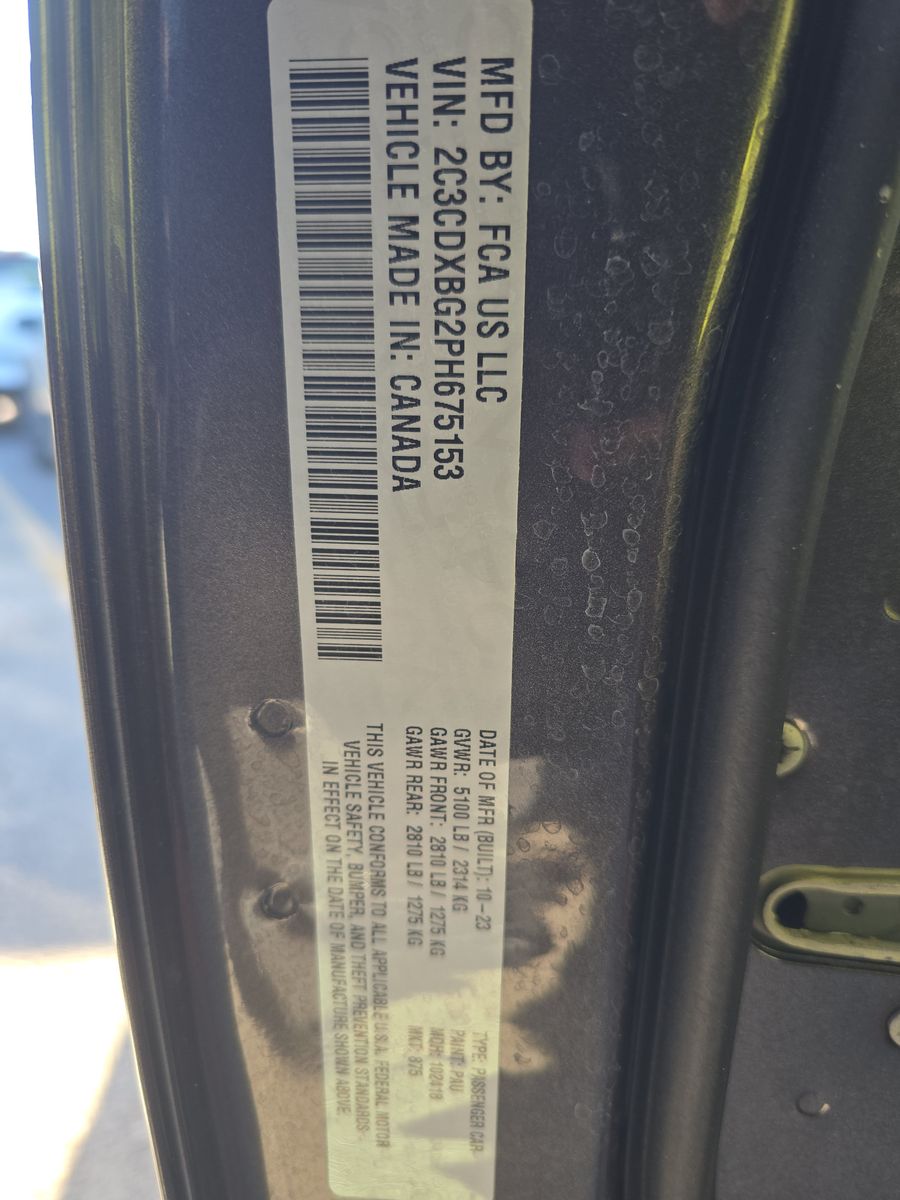 MFD BY: FCA US LLC
VIN: 2C3CDXBG2PH675153
VEHICLE MADE IN: CANADA
DATE OF MFR (BUILT): 10-23
GVWR: 5100 LB / 2314 KG
GAWR FRONT: 2810 LB / 1275 KG
GAWR REAR: 2810 LB / 1275 KG
TYPE: PASSENGER CAR
PAINT: PAU
MDH: 102418
MKT: 875
THIS VEHICLE CONFORMS TO ALL APPLICABLE U.S.A. FEDERAL MOTOR
VEHICLE SAFETY, BUMPER, AND THEFT PREVENTION STANDARDS
IN EFFECT ON THE DATE OF MANUFACTURE SHOWN ABOVE.